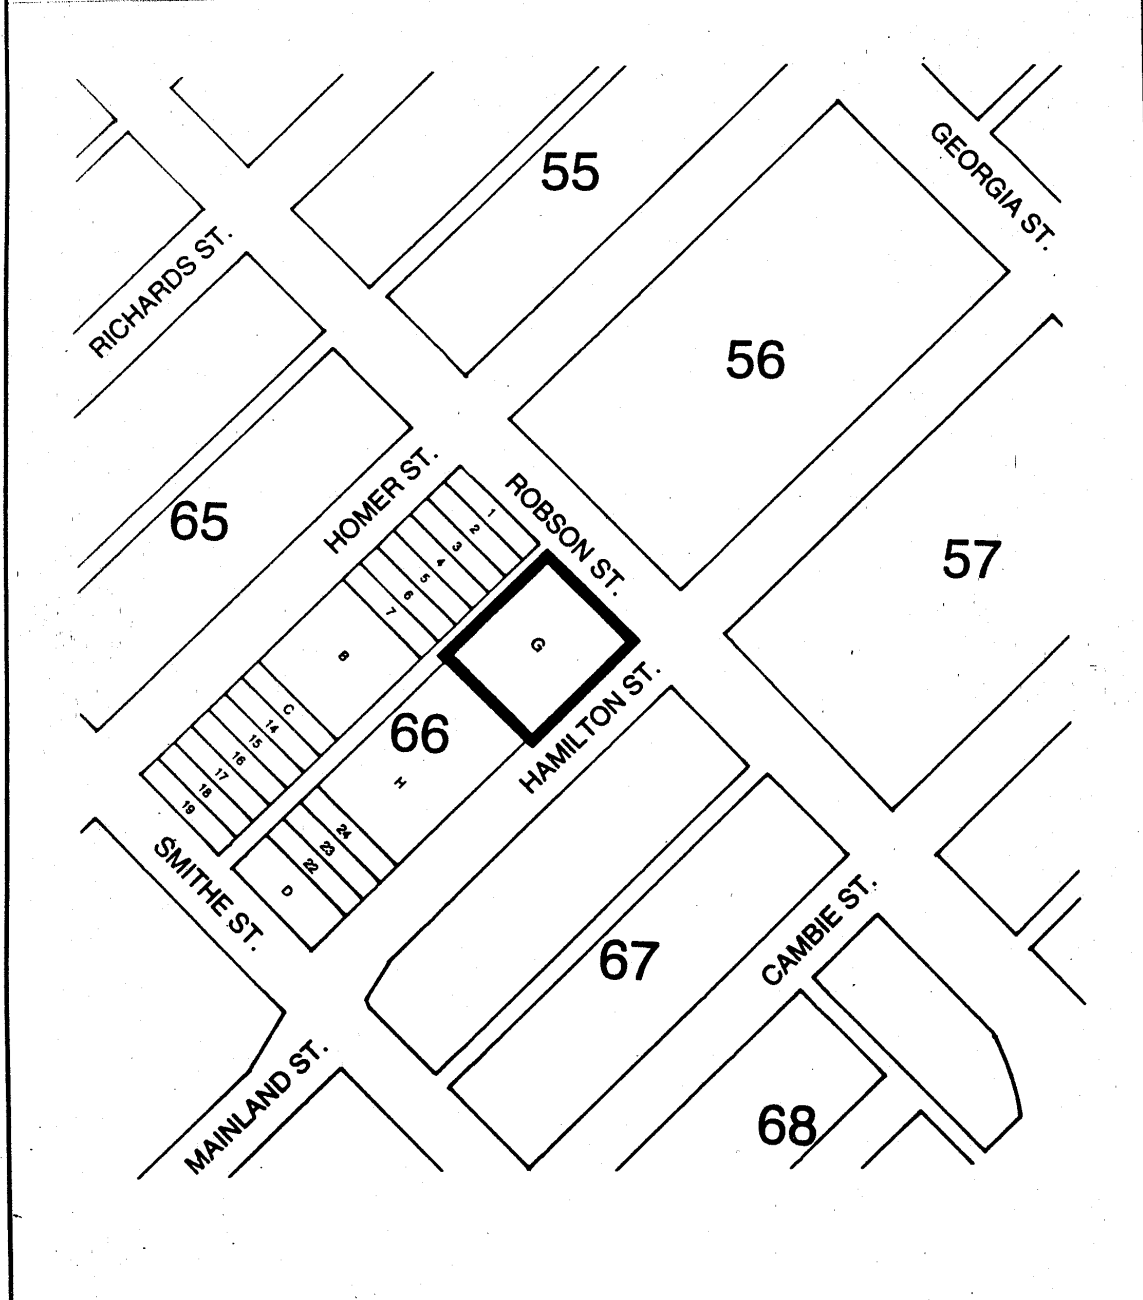 55
GEORGIA ST.
RICHARDS ST.
56
HOMER ST.
ROBSON ST.
65
57
1
2
3
4
5
6
7
B
G
C
14
15
16
17
18
19
66
H
HAMILTON ST.
24
23
22
D
SMITHE ST.
67
CAMBIE ST.
MAINLAND ST.
68